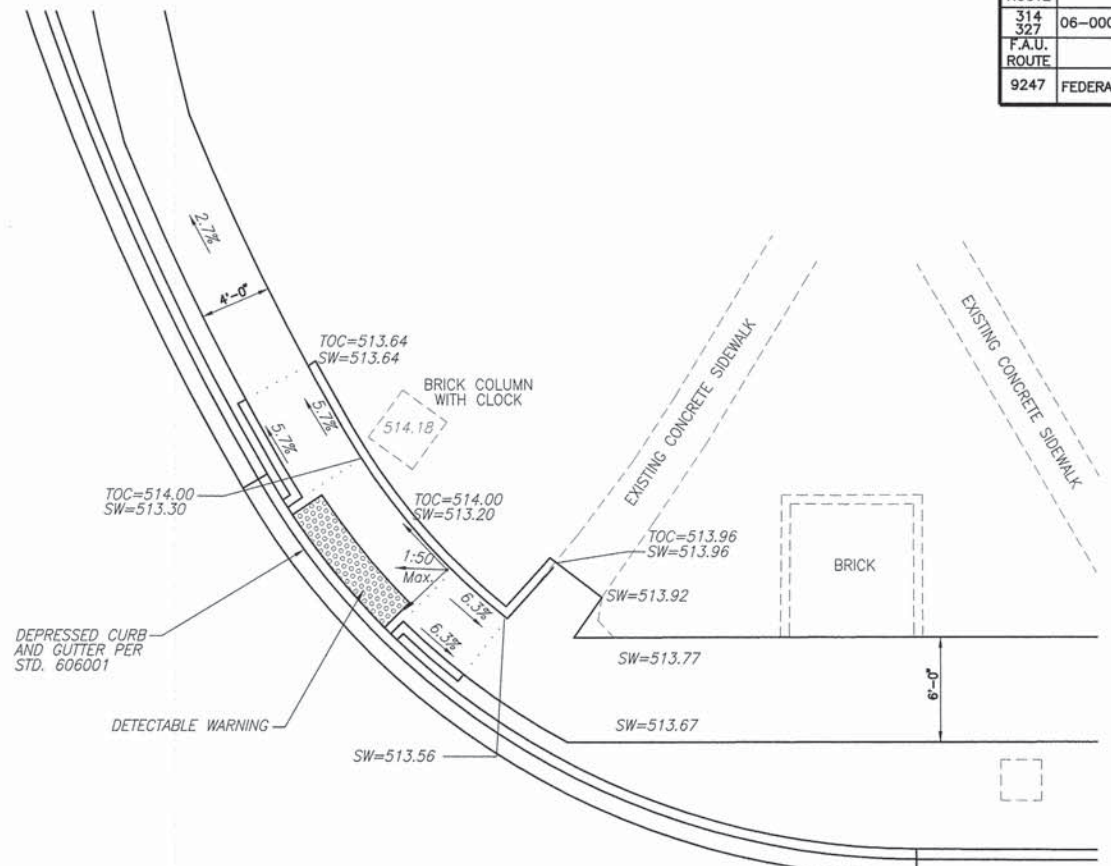 314
327
06-000
F.A.U.
ROUTE
9247
FEDERA
2.7%
4'-0"
TOC=513.64
SW=513.64
BRICK COLUMN
WITH CLOCK
514.18
5.7%
5.7%
TOC=514.00
SW=513.30
TOC=514.00
SW=513.20
1:50
Max.
6.3%
6.3%
EXISTING CONCRETE SIDEWALK
EXISTING CONCRETE SIDEWALK
TOC=513.96
SW=513.96
BRICK
SW=513.92
SW=513.77
6'-0"
SW=513.67
DEPRESSED CURB
AND GUTTER PER
STD. 606001
DETECTABLE WARNING
SW=513.56